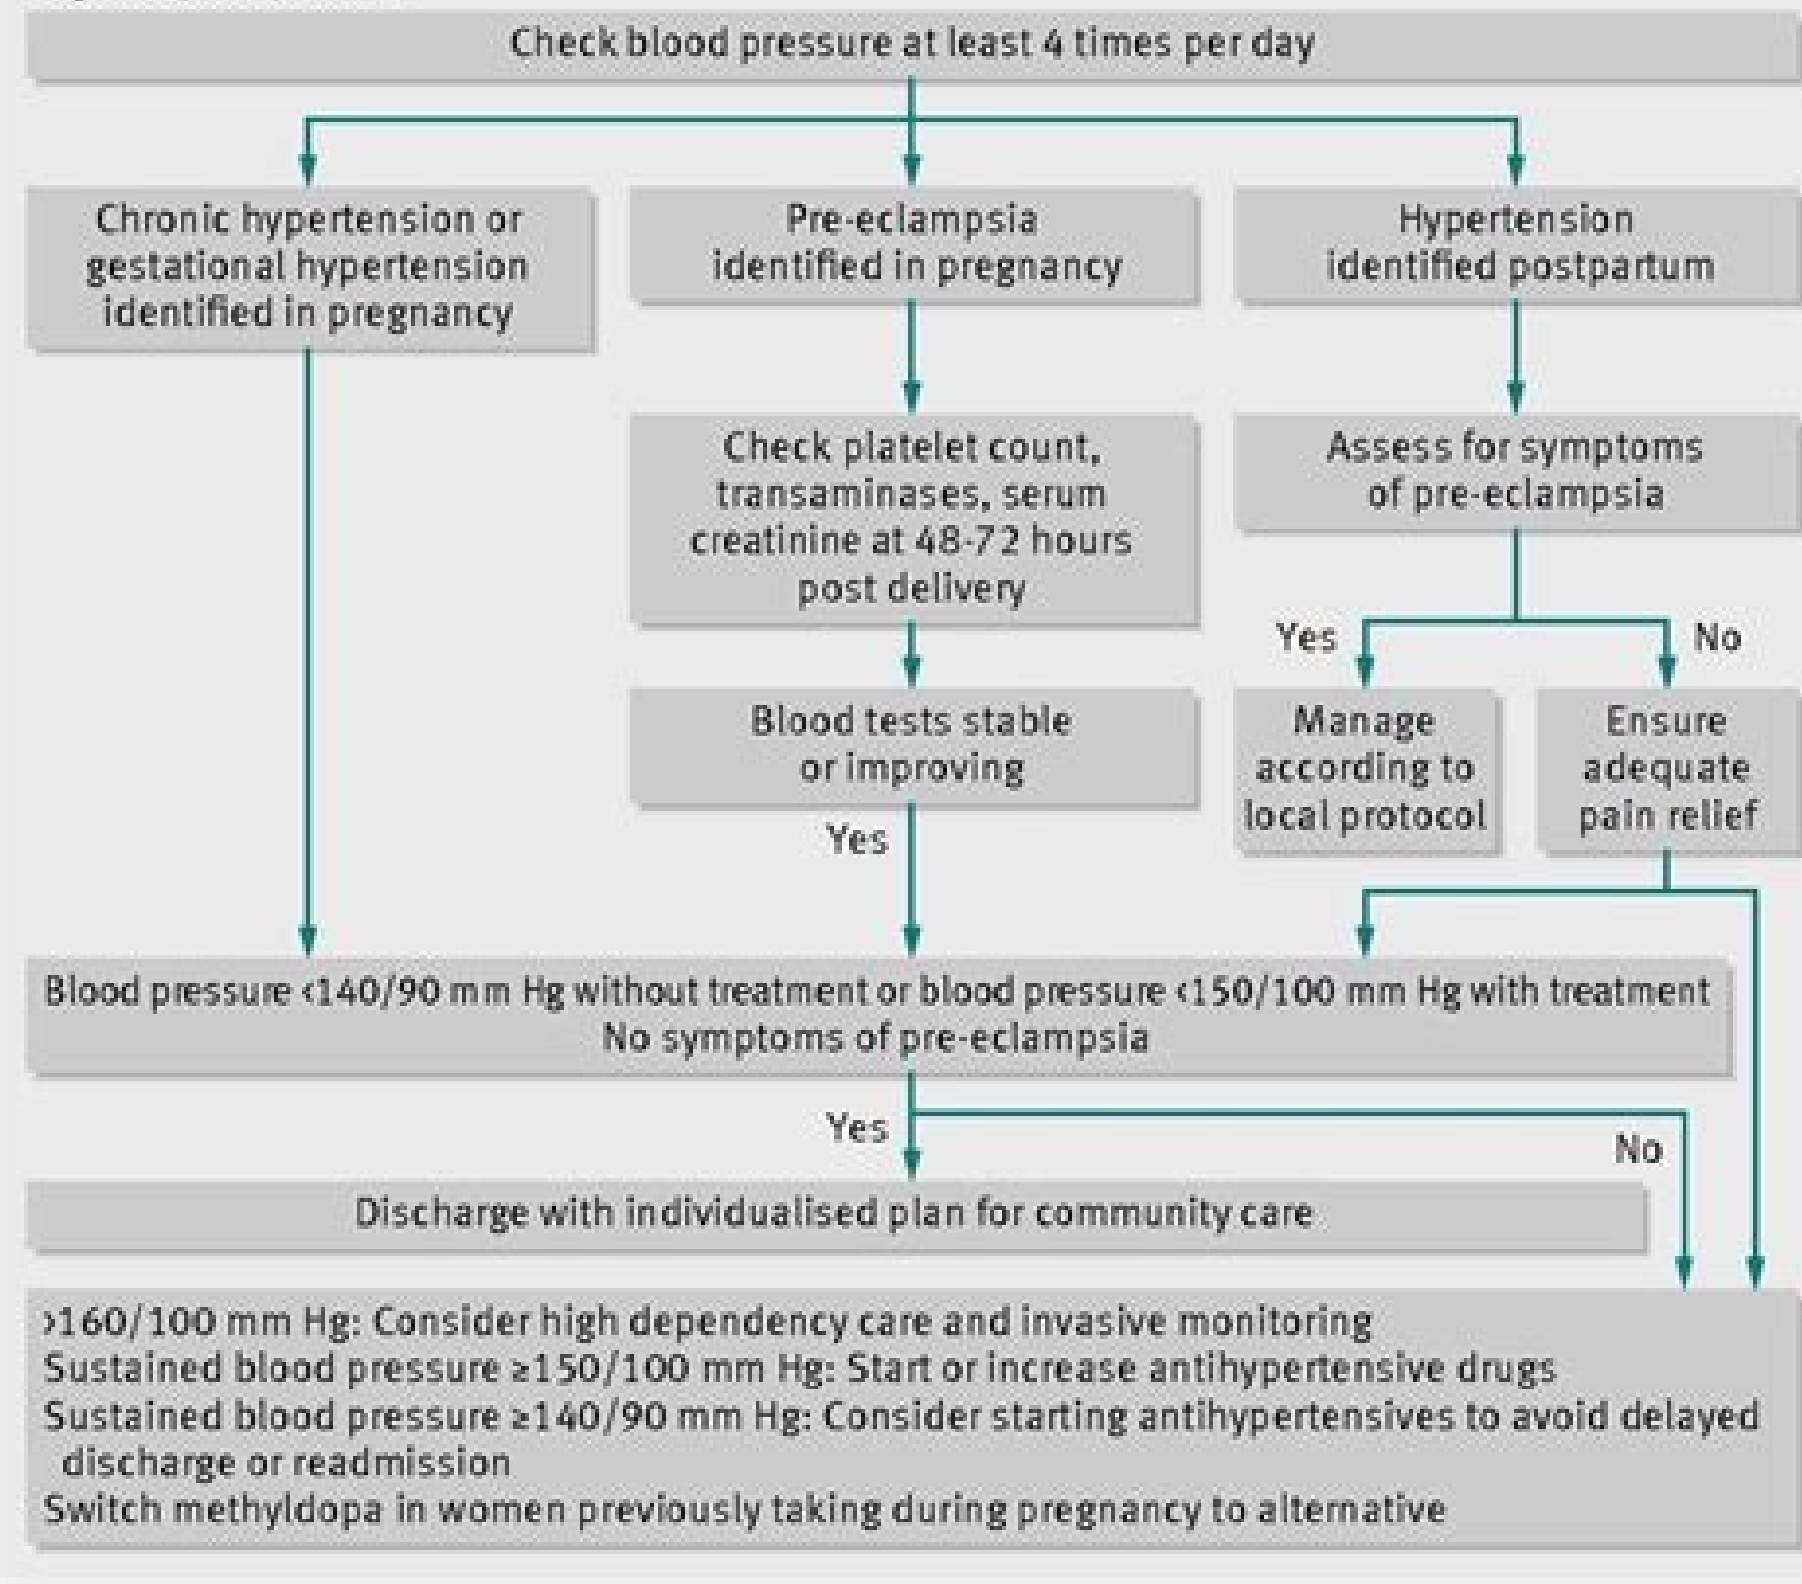 Check blood pressure at least 4 times per day
Chronic hypertension or
gestational hypertension
identified in pregnancy
Pre-eclampsia
identified in pregnancy
Hypertension
identified postpartum
Check platelet count,
transaminases, serum
creatinine at 48-72 hours
post delivery
Assess for symptoms
of pre-eclampsia
Yes
No
Blood tests stable
or improving
Manage
according to
local protocol
Ensure
adequate
pain relief
Yes
Blood pressure <140/90 mm Hg without treatment or blood pressure <150/100 mm Hg with treatment
No symptoms of pre-eclampsia
Yes
No
Discharge with individualised plan for community care
>160/100 mm Hg: Consider high dependency care and invasive monitoring
Sustained blood pressure ≥150/100 mm Hg: Start or increase antihypertensive drugs
Sustained blood pressure ≥140/90 mm Hg: Consider starting antihypertensives to avoid delayed
discharge or readmission
Switch methyldopa in women previously taking during pregnancy to alternative